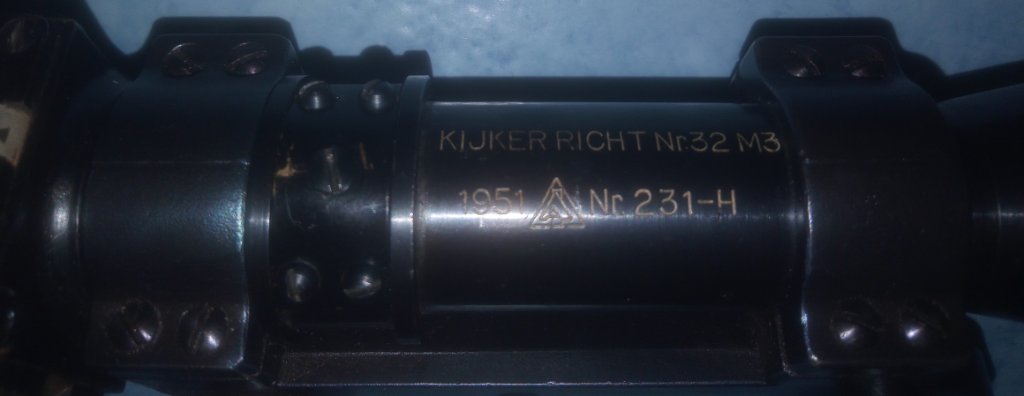 KIJKER RICHT Nr.32 M3
1951 Nr 231-H